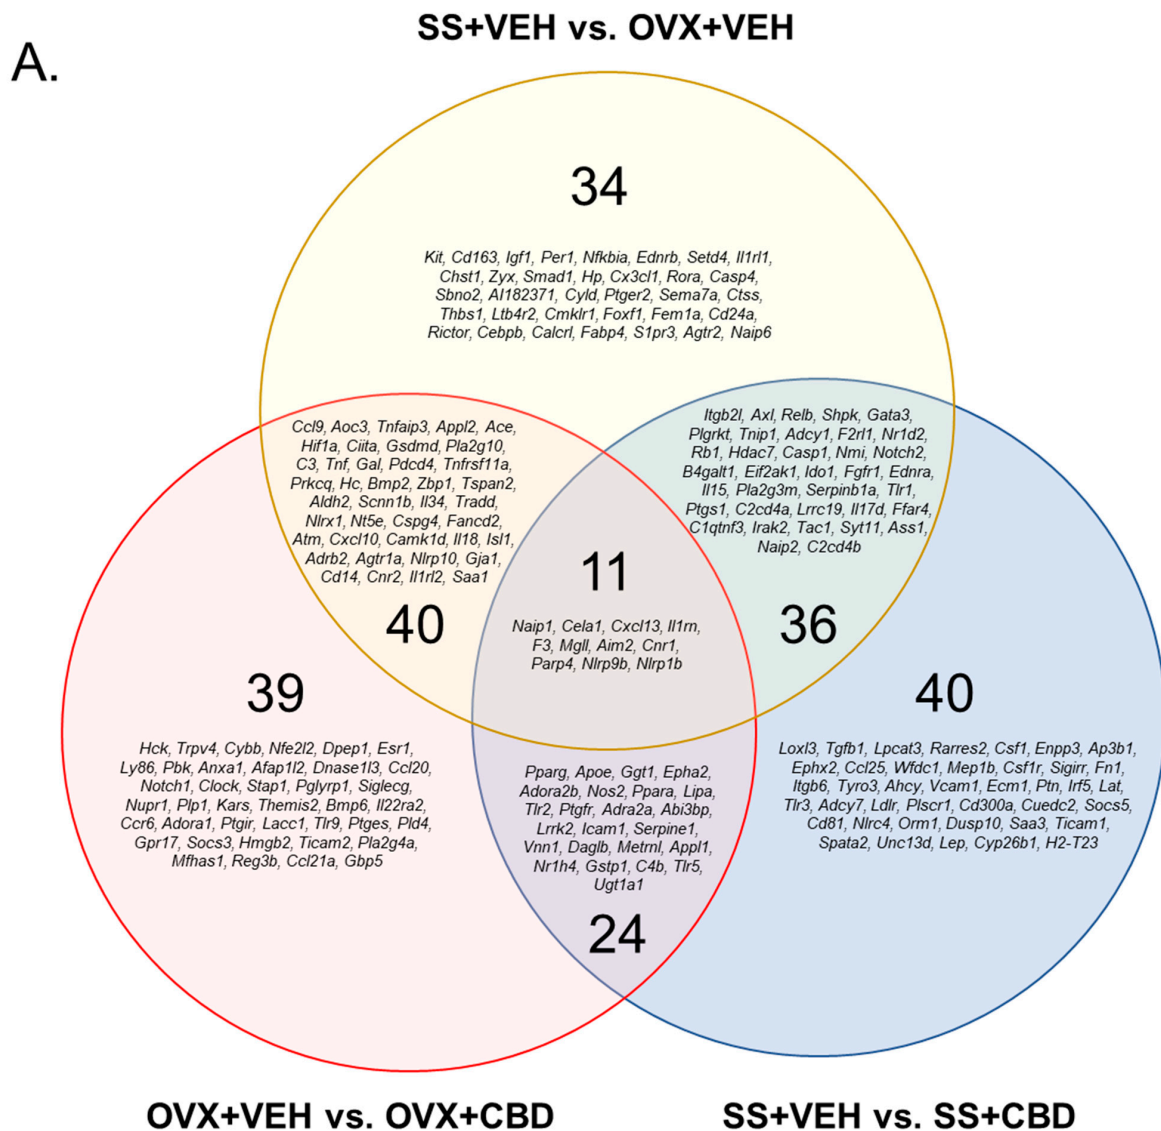 SS+VEH vs. OVX+VEH
A.
34
Kit, Cd163, Igf1, Per1, Nfkbia, Ednrb, Setd4, Il1rl1,
Chst1, Zyx, Smad1, Hp, Cx3cl1, Rora, Casp4,
Sbno2, AI182371, Cyld, Ptger2, Sema7a, Ctss,
Thbs1, Ltb4r2, Cmklr1, Foxf1, Fem1a, Cd24a,
Rictor, Cebpb, Calcrl, Fabp4, S1pr3, Agtr2, Naip6
Ccl9, Aoc3, Tnfaip3, Appl2, Ace,
Hif1a, Ciita, Gsdmd, Pla2g10,
C3, Tnf, Gal, Pdcd4, Tnfrsf11a,
Prkcq, Hc, Bmp2, Zbp1, Tspan2,
Aldh2, Scnn1b, Il34, Tradd,
Nlrx1, Nt5e, Cspg4, Fancd2,
Atm, Cxcl10, Camk1d, Il18, Isl1,
Adrb2, Agtr1a, Nlrp10, Gja1,
Cd14, Cnr2, Il1rl2, Saa1
40
Itgb2l, Axl, Relb, Shpk, Gata3,
Plgrkt, Tnip1, Adcy1, F2rl1, Nr1d2,
Rb1, Hdac7, Casp1, Nmi, Notch2,
B4galt1, Eif2ak1, Ido1, Fgfr1, Ednra,
Il15, Pla2g3m, Serpinb1a, Tlr1,
Ptgs1, C2cd4a, Lrrc19, Il17d, Ffar4,
C1qtnf3, Irak2, Tac1, Syt11, Ass1,
Naip2, C2cd4b
36
11
Naip1, Cela1, Cxcl13, Il1rn,
F3, Mgll, Aim2, Cnr1,
Parp4, Nlrp9b, Nlrp1b
39
Hck, Trpv4, Cybb, Nfe2l2, Dpep1, Esr1,
Ly86, Pbk, Anxa1, Afap1l2, Dnase1l3, Ccl20,
Notch1, Clock, Stap1, Pglyrp1, Siglecg,
Nupr1, Plp1, Kars, Themis2, Bmp6, Il22ra2,
Ccr6, Adora1, Ptgir, Lacc1, Tlr9, Ptges, Pld4,
Gpr17, Socs3, Hmgb2, Ticam2, Pla2g4a,
Mfhas1, Reg3b, Ccl21a, Gbp5
Pparg, Apoe, Ggt1, Epha2,
Adora2b, Nos2, Ppara, Lipa,
Tlr2, Ptgfr, Adra2a, Abi3bp,
Lrrk2, Icam1, Serpine1,
Vnn1, Daglb, Metrnl, Appl1,
Nr1h4, Gstp1, C4b, Tlr5,
Ugt1a1
24
40
Loxl3, Tgfb1, Lpcat3, Rarres2, Csf1, Enpp3, Ap3b1,
Ephx2, Ccl25, Wfdc1, Mep1b, Csf1r, Sigirr, Fn1,
Itgb6, Tyro3, Ahcy, Vcam1, Ecm1, Ptn, Irf5, Lat,
Tlr3, Adcy7, Ldlr, Plscr1, Cd300a, Cuedc2, Socs5,
Cd81, Nlrc4, Orm1, Dusp10, Saa3, Ticam1,
Spata2, Unc13d, Lep, Cyp26b1, H2-T23
OVX+VEH vs. OVX+CBD
SS+VEH vs. SS+CBD